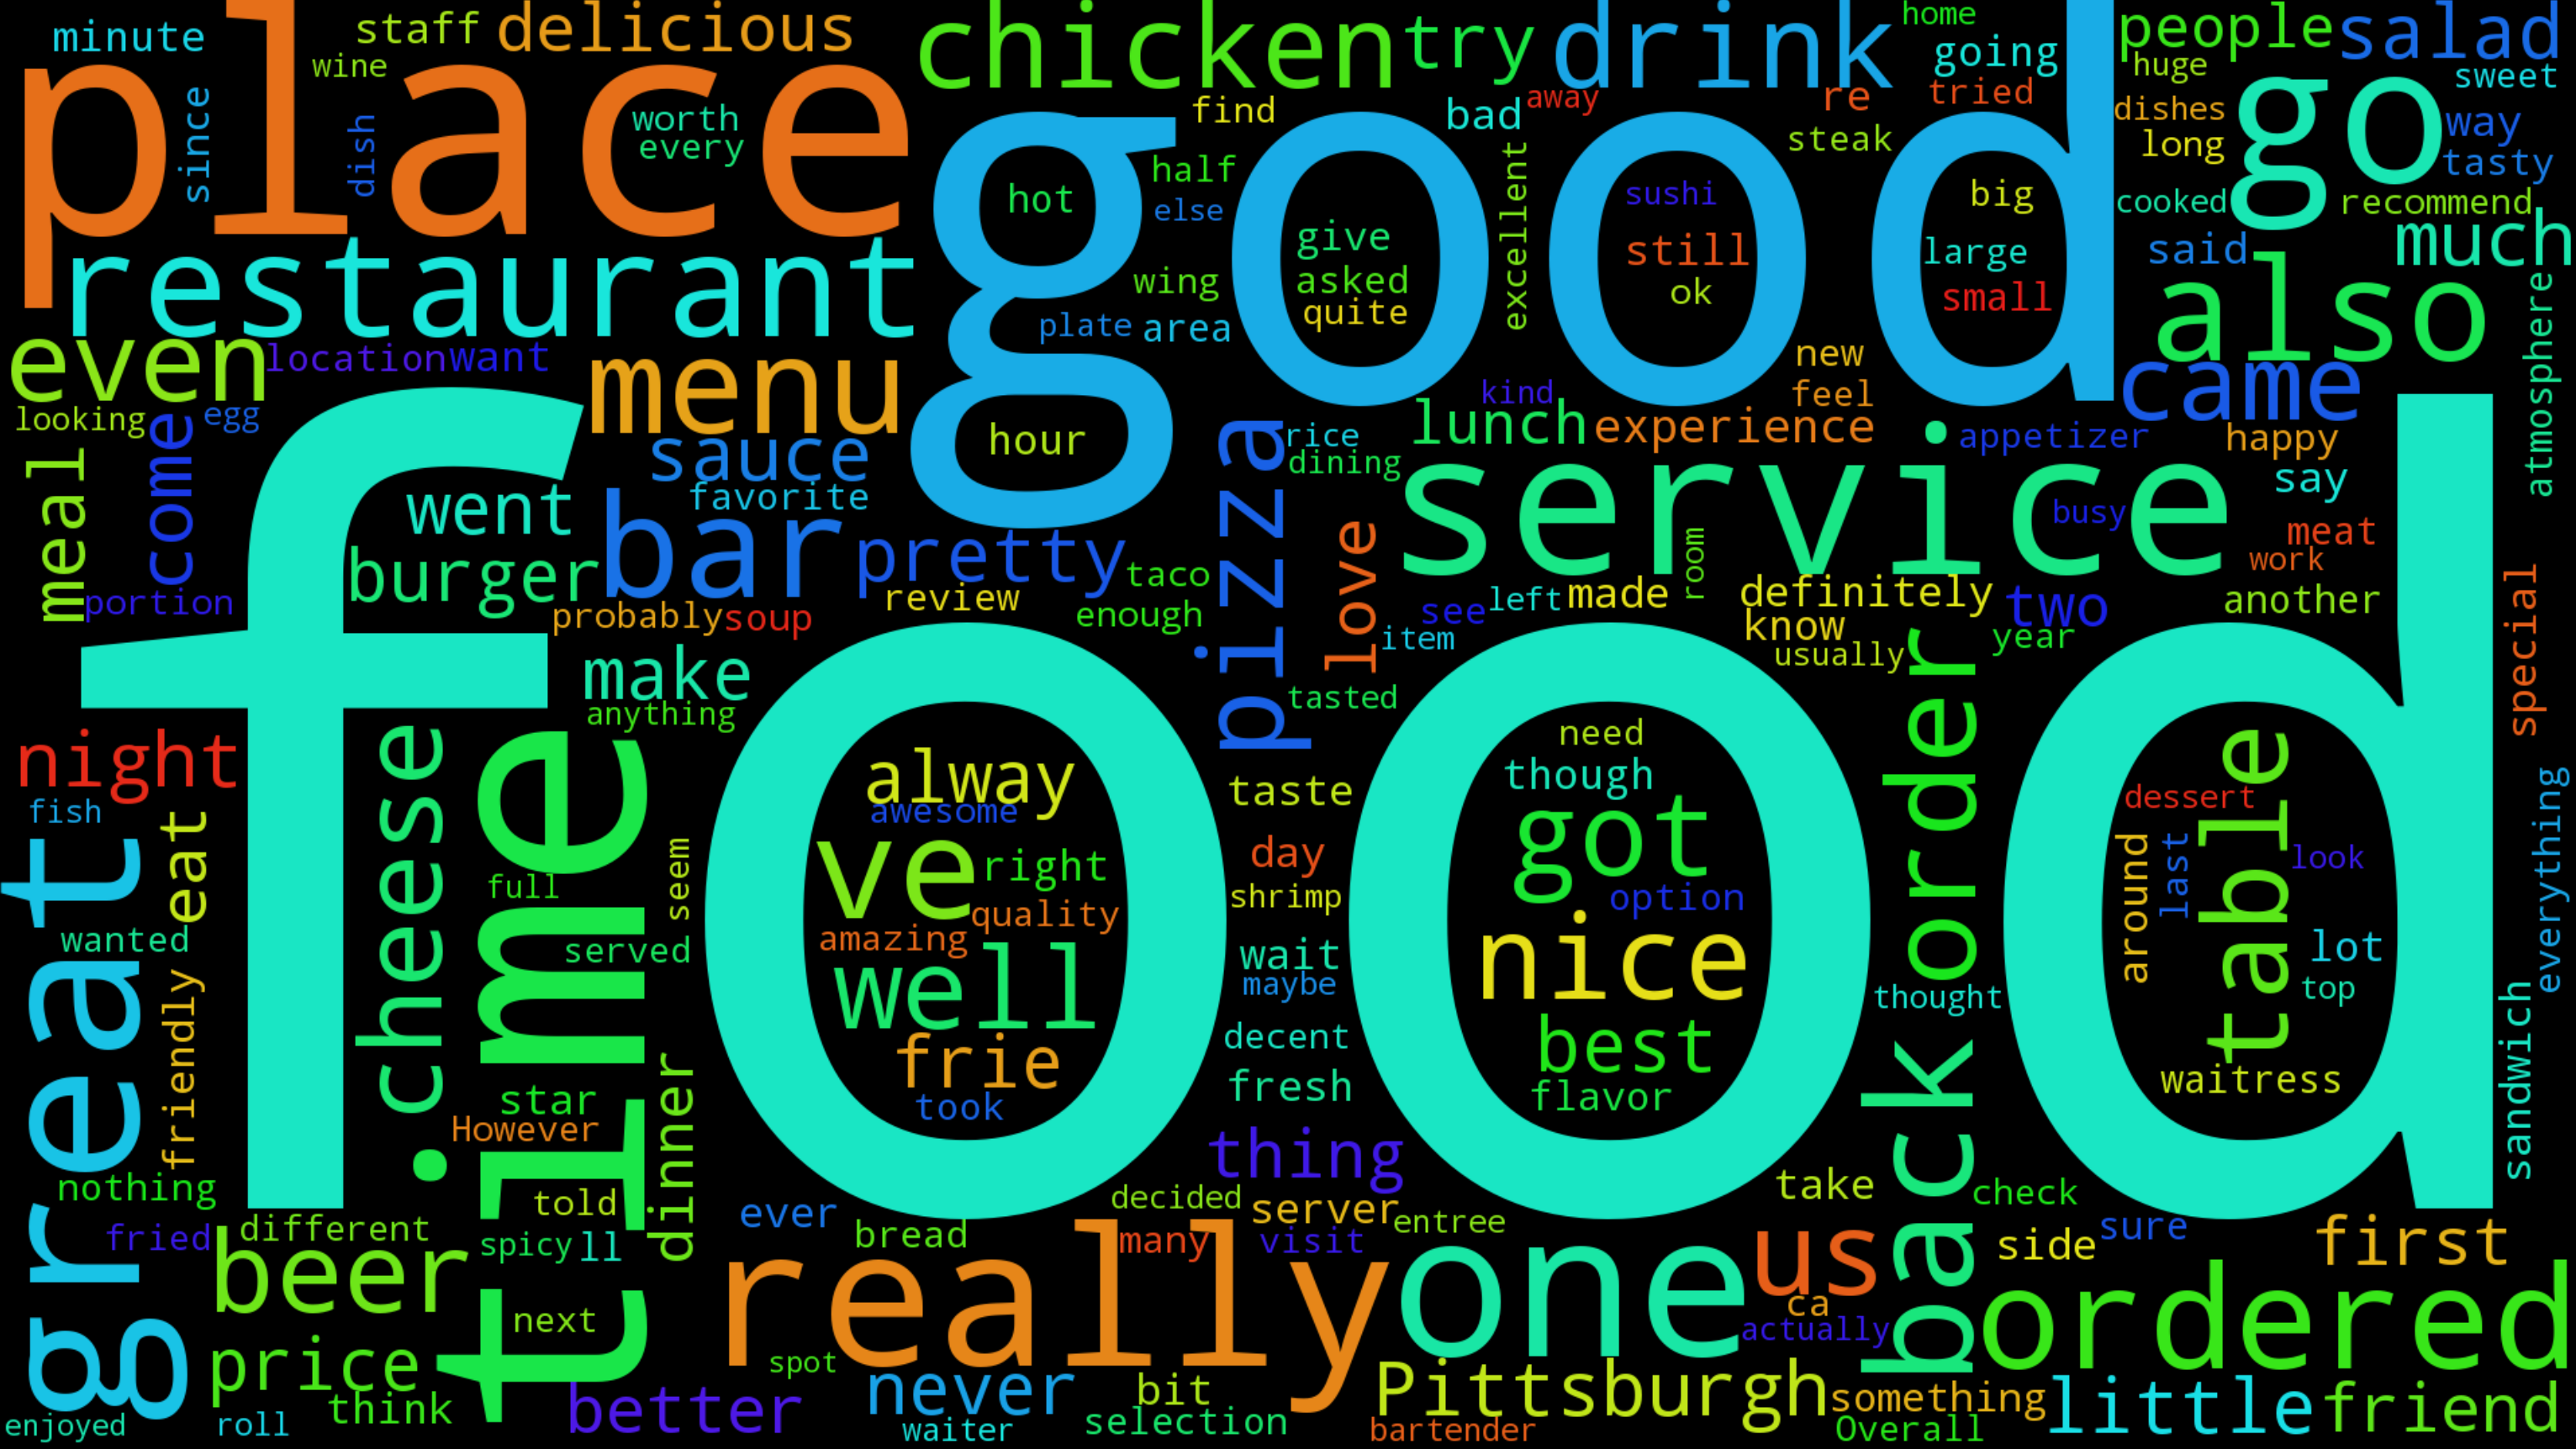 place
minute
staff
delicious
wine
since
dish
worth
every
chicken
try
drink
home
going
people
salad
huge
sweet
find
bad
away
re
tried
dishes
go
way
long
steak
tasty
half
hot
else
excellent
sushi
big
cooked
recommend
good
give
asked
quite
still
ok
large
small
said
much
wing
plate
area
also
atmosphere
restaurant
even
location
want
menu
new
feel
kind
came
looking
egg
come
meal
sauce
favorite
hour
pizza
rice
dining
lunch
experience
appetizer
happy
say
service
busy
went
burger
bar
pretty
taco
enough
review
probably
soup
portion
love
see
left
made
room
definitely
know
usually
item
two
year
meat
work
another
special
food
make
anything
tasted
night
fish
eat
great
wanted
friendly
nothing
cheese
time
full
served
seem
alway
awesome
ve
right
quality
amazing
well
frie
took
taste
day
shrimp
wait
maybe
decent
fresh
thing
need
though
got
option
nice
best
flavor
order
thought
back
dessert
around
last
table
look
lot
top
waitress
everything
sandwich
star
However
dinner
told
spicy
ll
next
fried
different
beer
price
think
enjoyed
roll
better
ever
bread
decided
many
server
visit
entree
really
one
us
ca
actually
take
check
side
sure
first
ordered
spot
never
waiter
bit
selection
Pittsburgh
bartender
something
Overall
little
friend